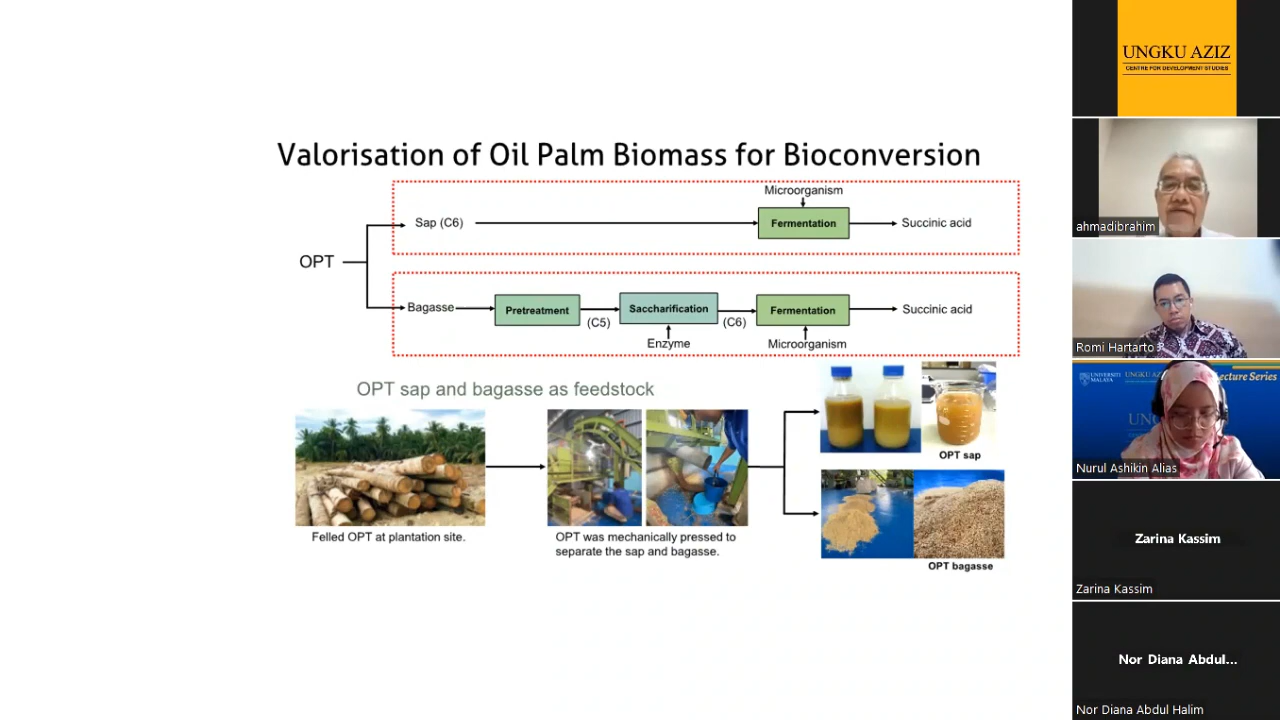 Valorisation of Oil Palm Biomass for Bioconversion
Microorganism
Sap (C6)
Fermentation
Succinic acid
OPT
Bagasse
Pretreatment
(C5)
Saccharification
(C6)
Fermentation
Succinic acid
Enzyme
Microorganism
OPT sap and bagasse as feedstock
OPT sap
Felled OPT at plantation site.
OPT was mechanically pressed to
separate the sap and bagasse.
OPT bagasse
UNGKU AZIZ
CENTRE FOR DEVELOPMENT STUDIES
ahmadibrahim
Romi Hartarto
UNIVERSITI
MALAYA
UNGKU AZIZ
Lecture Series
Nurul Ashikin Alias
Zarina Kassim
Zarina Kassim
Nor Diana Abdul...
Nor Diana Abdul Halim